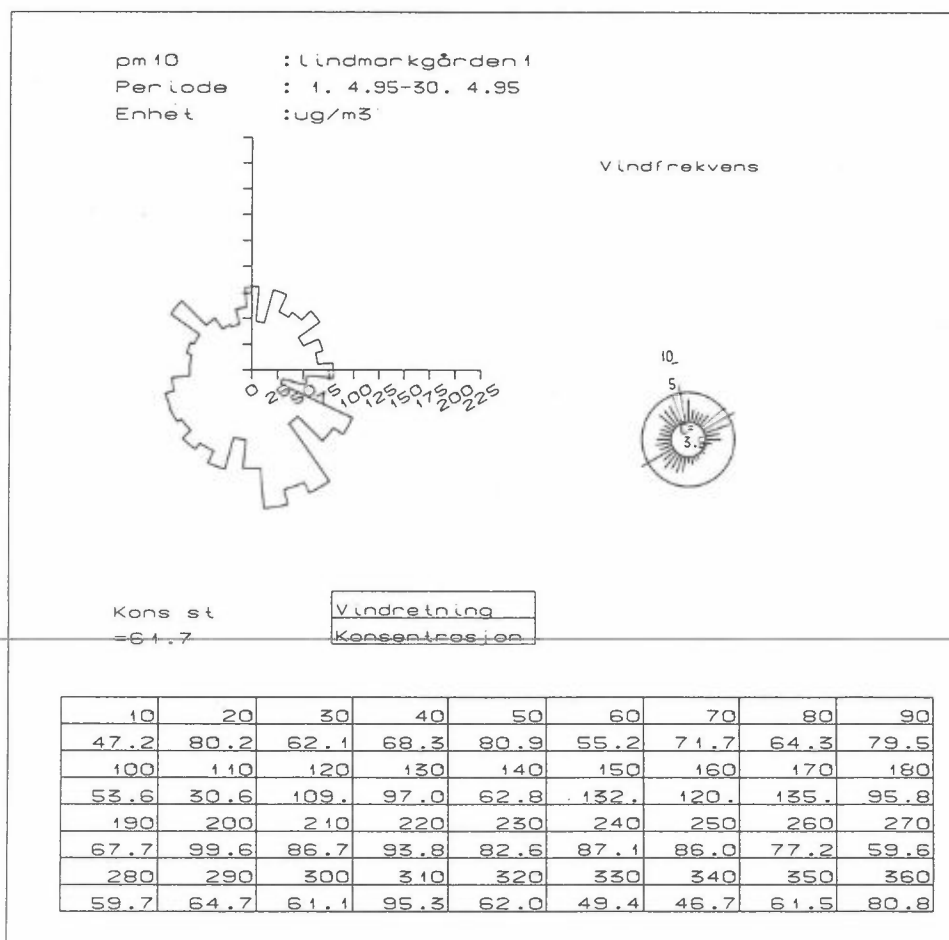 pm10 :Lindmarkgården1
Periode : 1. 4.95-30. 4.95
Enhet :ug/m3
Vindfrekvens
0 25 50 75 100 125 150 175 200 225
10
5
3.
Kons st
=61.7
Vindretning
Konsentrasjon
10 20 30 40 50 60 70 80 90
47.2 80.2 62.1 68.3 80.9 55.2 71.7 64.3 79.5
100 110 120 130 140 150 160 170 180
53.6 30.6 109. 97.0 62.8 132. 120. 135. 95.8
190 200 210 220 230 240 250 260 270
67.7 99.6 86.7 93.8 82.6 87.1 86.0 77.2 59.6
280 290 300 310 320 330 340 350 360
59.7 64.7 61.1 95.3 62.0 49.4 46.7 61.5 80.8